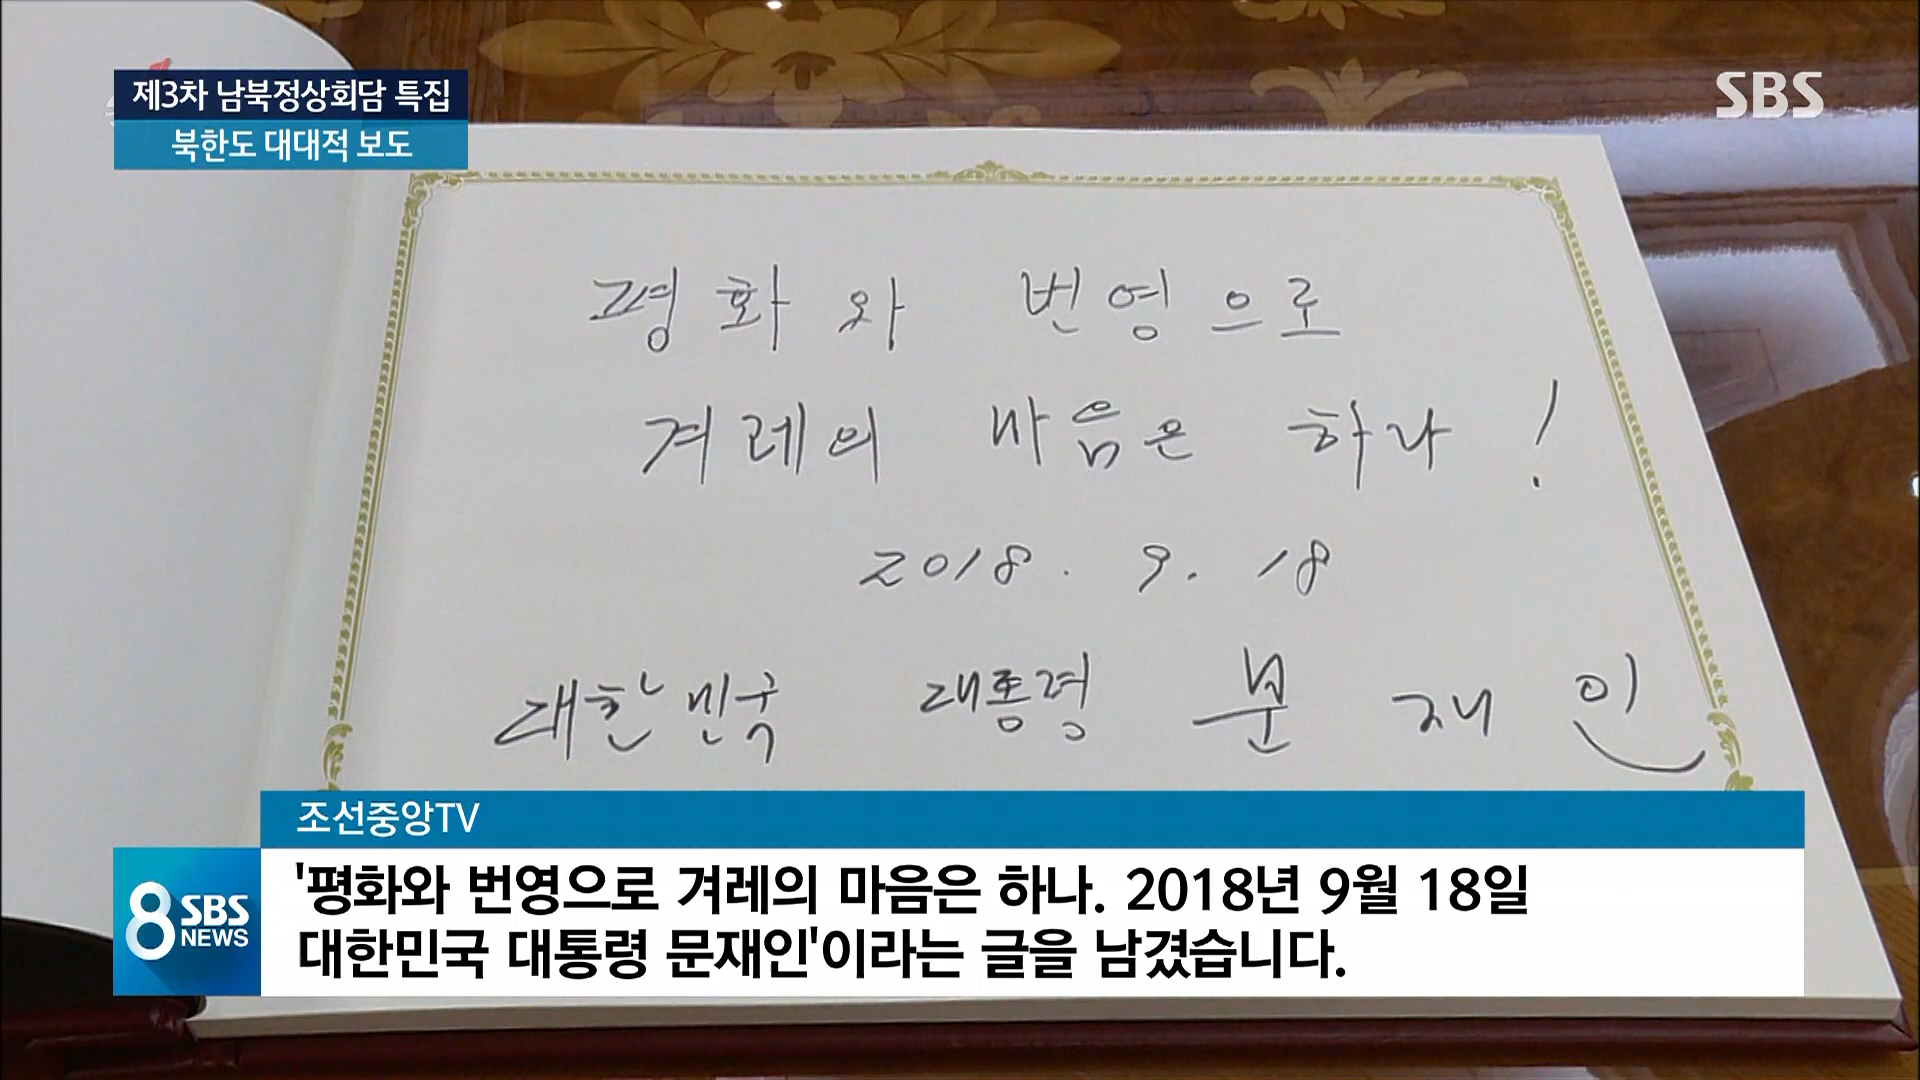 제3차 남북정상회담 특집
북한도 대대적 보도
SBS
평화와 번영으로
겨레의 마음은 하나!
2018. 9. 18
대한민국 대통령 문재인
조선중앙TV
8 SBS NEWS
'평화와 번영으로 겨레의 마음은 하나. 2018년 9월 18일
대한민국 대통령 문재인'이라는 글을 남겼습니다.